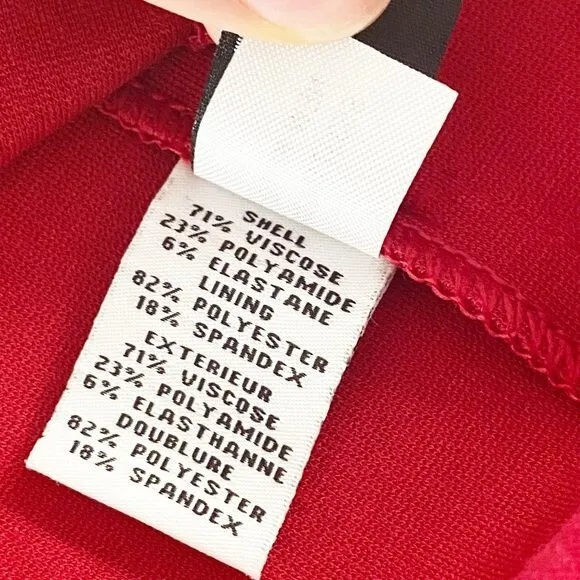 SHELL
71% VISCOSE
23% POLYAMIDE
6% ELASTANE
LINING
82% POLYESTER
18% SPANDEX
EXTERIEUR
71% VISCOSE
23% POLYAMIDE
6% ELASTHANNE
DOUBLURE
82% POLYESTER
18% SPANDEX